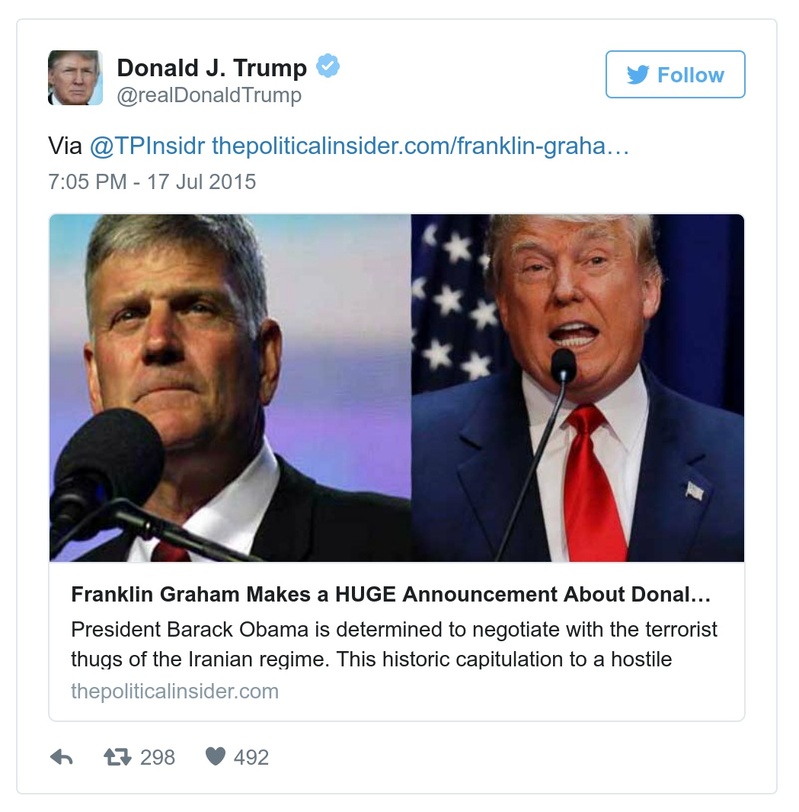 Donald J. Trump
@realDonaldTrump
Follow
Via @TPInsidr thepoliticalinsider.com/franklin-graha…
7:05 PM - 17 Jul 2015
Franklin Graham Makes a HUGE Announcement About Donal…
President Barack Obama is determined to negotiate with the terrorist
thugs of the Iranian regime. This historic capitulation to a hostile
thepoliticalinsider.com
298 492